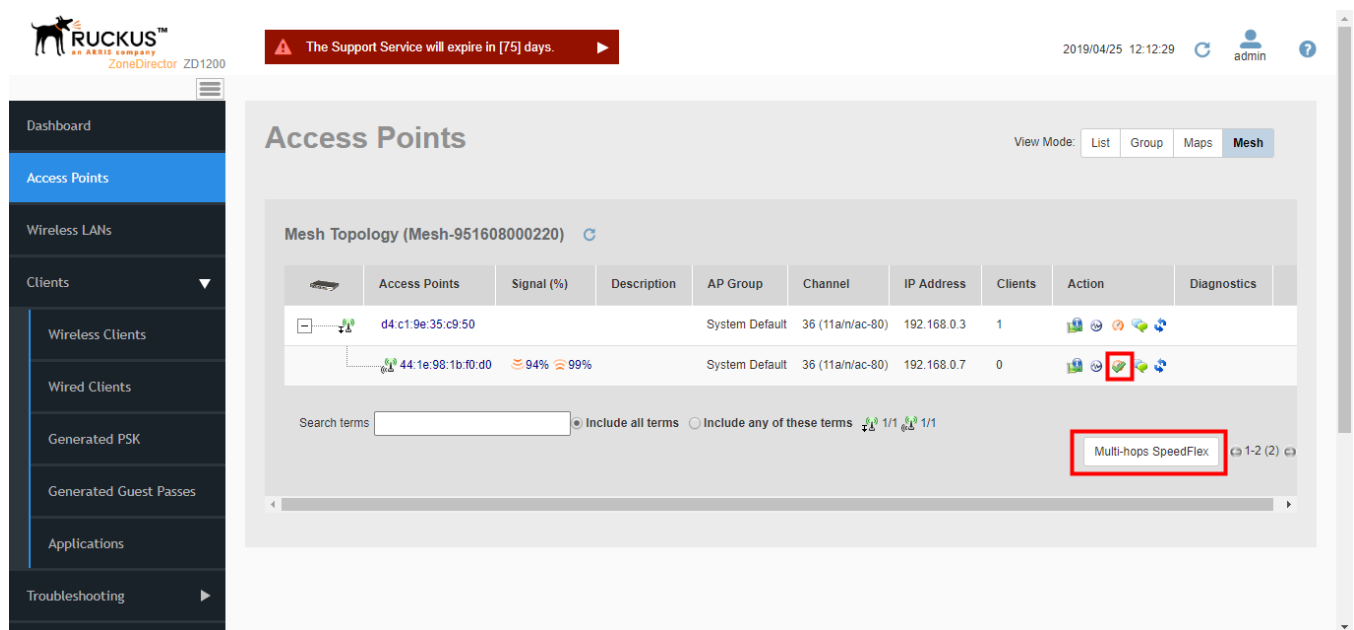 RUCKUS™
an ARRIS company
ZoneDirector ZD1200
The Support Service will expire in [75] days.
2019/04/25 12:12:29
admin
?
Dashboard
Access Points
Wireless LANs
Clients
Wireless Clients
Wired Clients
Generated PSK
Generated Guest Passes
Applications
Troubleshooting
Access Points
View Mode: List Group Maps Mesh
Mesh Topology (Mesh-951608000220)
Access Points Signal (%) Description AP Group Channel IP Address Clients Action Diagnostics
d4:c1:9e:35:c9:50 System Default 36 (11a/n/ac-80) 192.168.0.3 1
44:1e:98:1b:f0:d0 94% 99% System Default 36 (11a/n/ac-80) 192.168.0.7 0
Search terms Include all terms Include any of these terms 1/1 1/1
Multi-hops SpeedFlex 1-2 (2)